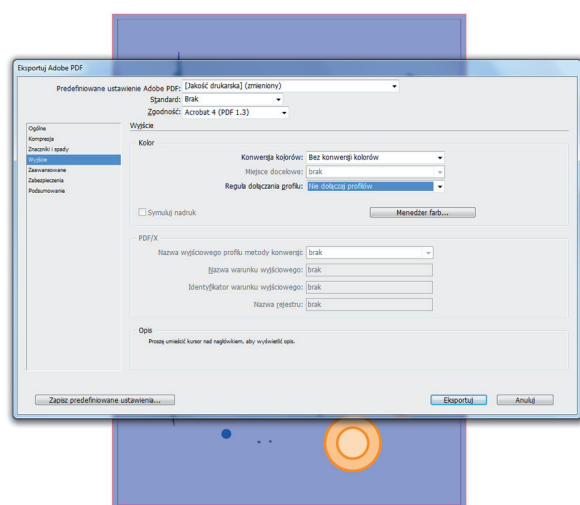 Eksportuj Adobe PDF
Predefiniowane ustawienie Adobe PDF: [Jakość drukarska] (zmieniony)
Standard: Brak
Zgodność: Acrobat 4 (PDF 1.3)
Ogólne
Kompresja
Znaczniki i spady
Wyjście
Zaawansowane
Zabezpieczenia
Podsumowanie
Wyjście
Kolor
Konwersja kolorów: Bez konwersji kolorów
Miejsce docelowe: brak
Reguła dołączania profilu: Nie dołączaj profilów
Symuluj nadruk
Menedżer farb...
PDF/X
Nazwa wyjściowego profilu metody konwersji: brak
Nazwa warunku wyjściowego: brak
Identyfikator warunku wyjściowego: brak
Nazwa rejestru: brak
Opis
Proszę umieścić kursor nad nagłówkiem, aby wyświetlić opis.
Zapisz predefiniowane ustawienia...
Eksportuj
Anuluj